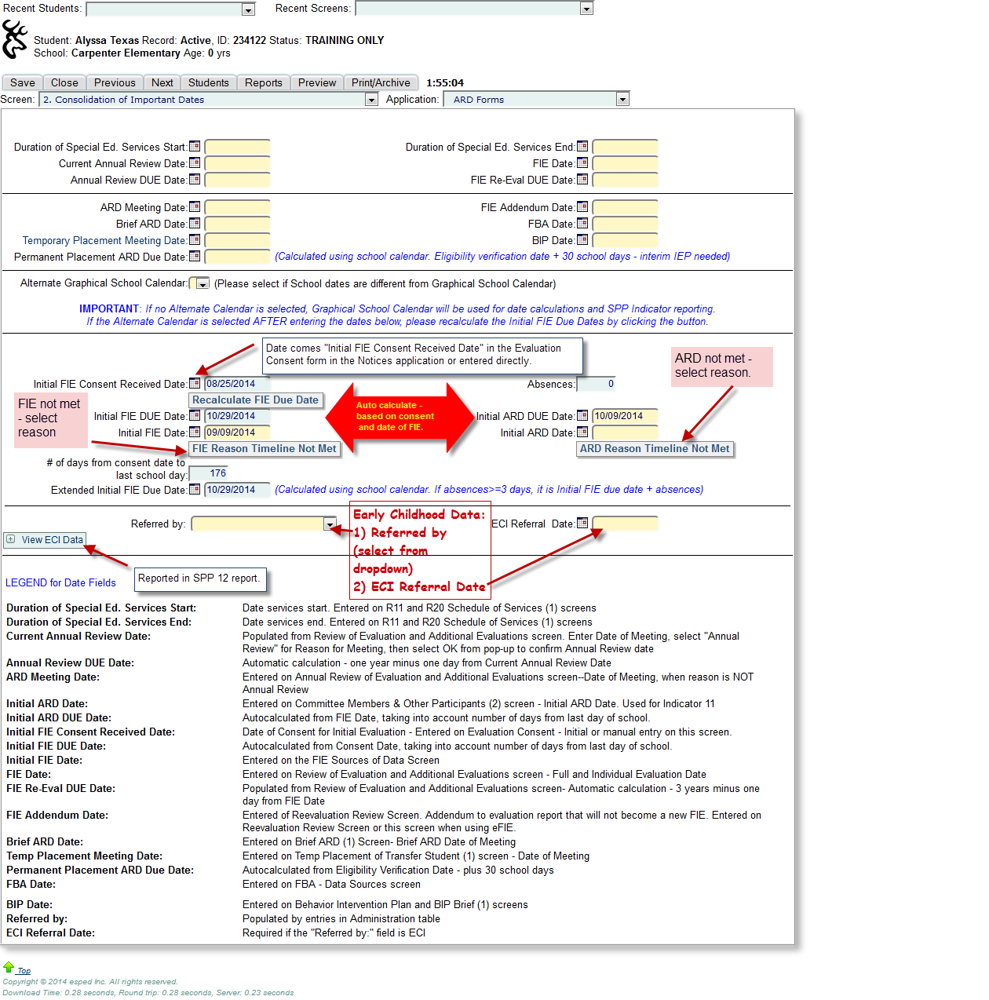 Recent Students:
Recent Screens:
Student: Alyssa Texas Record: Active, ID: 234122 Status: TRAINING ONLY
School: Carpenter Elementary Age: 0 yrs
Save Close Previous Next Students Reports Preview Print/Archive 1:55:04
Screen: 2. Consolidation of Important Dates Application: ARD Forms
Duration of Special Ed. Services Start: Duration of Special Ed. Services End:
Current Annual Review Date: FIE Date:
Annual Review DUE Date: FIE Re-Eval DUE Date:
ARD Meeting Date: FIE Addendum Date:
Brief ARD Date: FBA Date:
Temporary Placement Meeting Date: BIP Date:
Permanent Placement ARD Due Date: (Calculated using school calendar. Eligibility verification date + 30 school days - interim IEP needed)
Alternate Graphical School Calendar: (Please select if School dates are different from Graphical School Calendar)
IMPORTANT: If no Alternate Calendar is selected, Graphical School Calendar will be used for date calculations and SPP Indicator reporting.
If the Alternate Calendar is selected AFTER entering the dates below, please recalculate the Initial FIE Due Dates by clicking the button.
Date comes "Initial FIE Consent Received Date" in the Evaluation
Consent form in the Notices application or entered directly.
ARD not met -
select reason.
Initial FIE Consent Received Date: 08/25/2014 Absences: 0
Recalculate FIE Due Date
FIE not met
- select
reason
Auto calculate -
based on consent
and date of FIE.
Initial FIE DUE Date: 10/29/2014 Initial ARD DUE Date: 10/09/2014
Initial FIE Date: 09/09/2014 Initial ARD Date:
FIE Reason Timeline Not Met ARD Reason Timeline Not Met
# of days from consent date to
last school day: 176
Extended Initial FIE Due Date: 10/29/2014 (Calculated using school calendar. If absences>=3 days, it is Initial FIE due date + absences)
Referred by: ECI Referral Date:
Early Childhood Data:
1) Referred by
(select from
dropdown)
2) ECI Referral Date
View ECI Data
Reported in SPP 12 report.
LEGEND for Date Fields
Duration of Special Ed. Services Start: Date services start. Entered on R11 and R20 Schedule of Services (1) screens
Duration of Special Ed. Services End: Date services end. Entered on R11 and R20 Schedule of Services (1) screens
Current Annual Review Date: Populated from Review of Evaluation and Additional Evaluations screen. Enter Date of Meeting, select "Annual
Review" for Reason for Meeting, then select OK from pop-up to confirm Annual Review date
Annual Review DUE Date: Automatic calculation - one year minus one day from Current Annual Review Date
ARD Meeting Date: Entered on Annual Review of Evaluation and Additional Evaluations screen--Date of Meeting, when reason is NOT
Annual Review
Initial ARD Date: Entered on Committee Members & Other Participants (2) screen - Initial ARD Date. Used for Indicator 11
Initial ARD DUE Date: Autocalculated from FIE Date, taking into account number of days from last day of school.
Initial FIE Consent Received Date: Date of Consent for Initial Evaluation - Entered on Evaluation Consent - Initial or manual entry on this screen.
Initial FIE DUE Date: Autocalculated from Consent Date, taking into account number of days from last day of school.
Initial FIE Date: Entered on the FIE Sources of Data Screen
FIE Date: Entered on Review of Evaluation and Additional Evaluations screen - Full and Individual Evaluation Date
FIE Re-Eval DUE Date: Populated from Review of Evaluation and Additional Evaluations screen- Automatic calculation - 3 years minus one
day from FIE Date
FIE Addendum Date: Entered of Reevaluation Review Screen. Addendum to evaluation report that will not become a new FIE. Entered on
Reevaluation Review Screen or this screen when using eFIE.
Brief ARD Date: Entered on Brief ARD (1) Screen- Brief ARD Date of Meeting
Temp Placement Meeting Date: Entered on Temp Placement of Transfer Student (1) screen - Date of Meeting
Permanent Placement ARD Due Date: Autocalculated from Eligibility Verification Date - plus 30 school days
FBA Date: Entered on FBA - Data Sources screen
BIP Date: Entered on Behavior Intervention Plan and BIP Brief (1) screens
Referred by: Populated by entries in Administration table
ECI Referral Date: Required if the "Referred by:" field is ECI
Top
Copyright © 2014 esped Inc. All rights reserved.
Download Time: 0.28 seconds, Round trip: 0.28 seconds, Server: 0.23 seconds